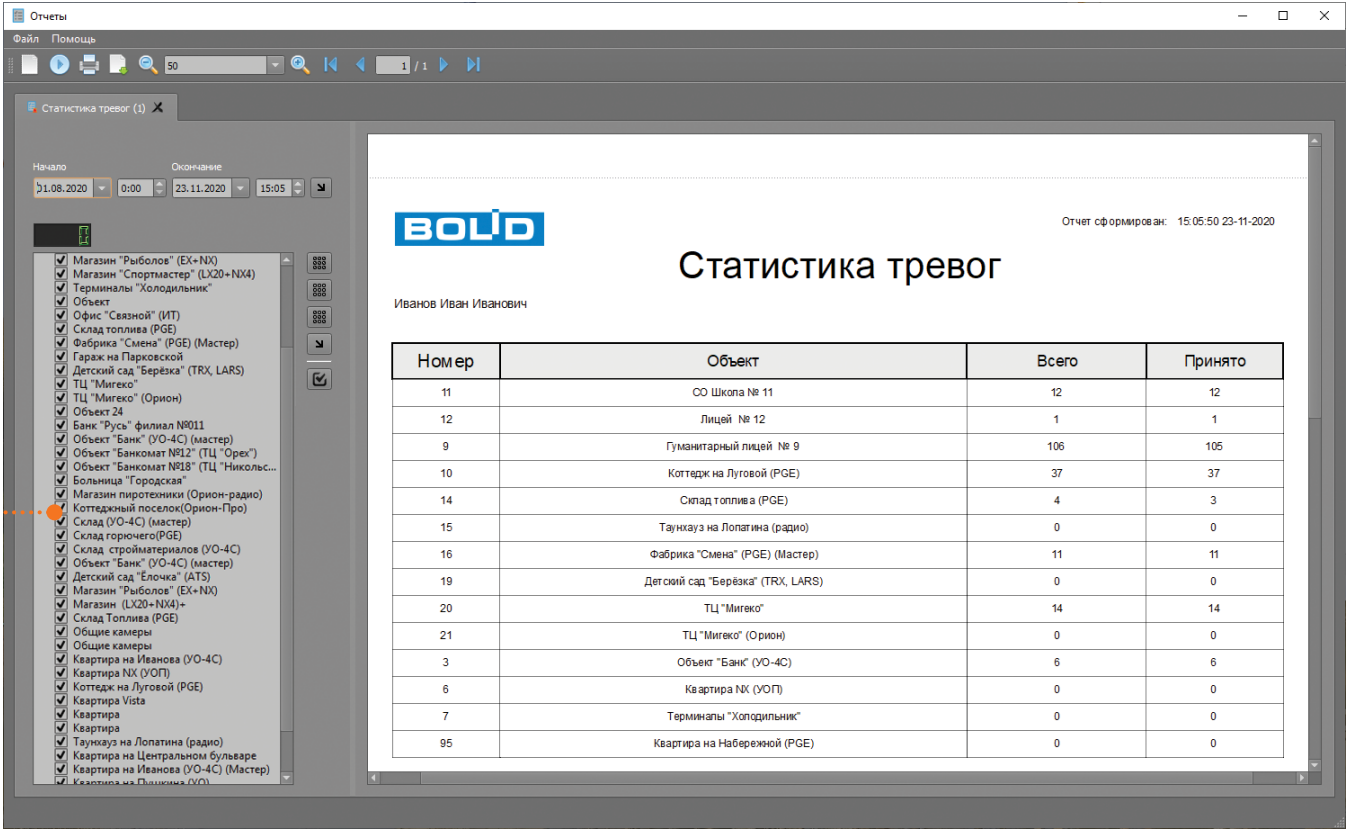 Отчеты
Файл Помощь
50 1 / 1
Статистика тревог (1)
Начало Окончание
01.08.2020 0:00 23.11.2020 15:05
0
Магазин "Рыболов" (EX+NX)
Магазин "Спортмастер" (LX20+NX4)
Терминалы "Холодильник"
Объект
Офис "Связной" (ИТ)
Склад топлива (PGE)
Фабрика "Смена" (PGE) (Мастер)
Гараж на Парковской
Детский сад "Берёзка" (TRX, LARS)
ТЦ "Мигеко"
ТЦ "Мигеко" (Орион)
Объект 24
Банк "Русь" филиал №011
Объект "Банк" (УО-4С) (мастер)
Объект "Банкомат №12" (ТЦ "Орех")
Объект "Банкомат №18" (ТЦ "Никольс...
Больница "Городская"
Магазин пиротехники (Орион-радио)
Коттеджный поселок(Орион-Про)
Склад (УО-4С) (мастер)
Склад горючего(PGE)
Склад  стройматериалов (УО-4С)
Объект "Банк" (УО-4С) (мастер)
Детский сад "Ёлочка" (ATS)
Магазин "Рыболов" (EX+NX)
Магазин  (LX20+NX4)+
Склад Топлива (PGE)
Общие камеры
Общие камеры
Квартира на Иванова (УО-4С)
Квартира NX (УОП)
Коттедж на Луговой (PGE)
Квартира Vista
Квартира
Квартира
Таунхауз на Лопатина (радио)
Квартира на Центральном бульваре
Квартира на Иванова (УО-4С) (Мастер)
Квартира на Пушкина (УО)
BOLID
Отчет сформирован: 15:05:50 23-11-2020
Статистика тревог
Иванов Иван Иванович
Номер Объект Всего Принято
11 СО Школа № 11 12 12
12 Лицей № 12 1 1
9 Гуманитарный лицей № 9 106 105
10 Коттедж на Луговой (PGE) 37 37
14 Склад топлива (PGE) 4 3
15 Таунхауз на Лопатина (радио) 0 0
16 Фабрика "Смена" (PGE) (Мастер) 11 11
19 Детский сад "Берёзка" (TRX, LARS) 0 0
20 ТЦ "Мигеко" 14 14
21 ТЦ "Мигеко" (Орион) 0 0
3 Объект "Банк" (УО-4С) 6 6
6 Квартира NX (УОП) 0 0
7 Терминалы "Холодильник" 0 0
95 Квартира на Набережной (PGE) 0 0